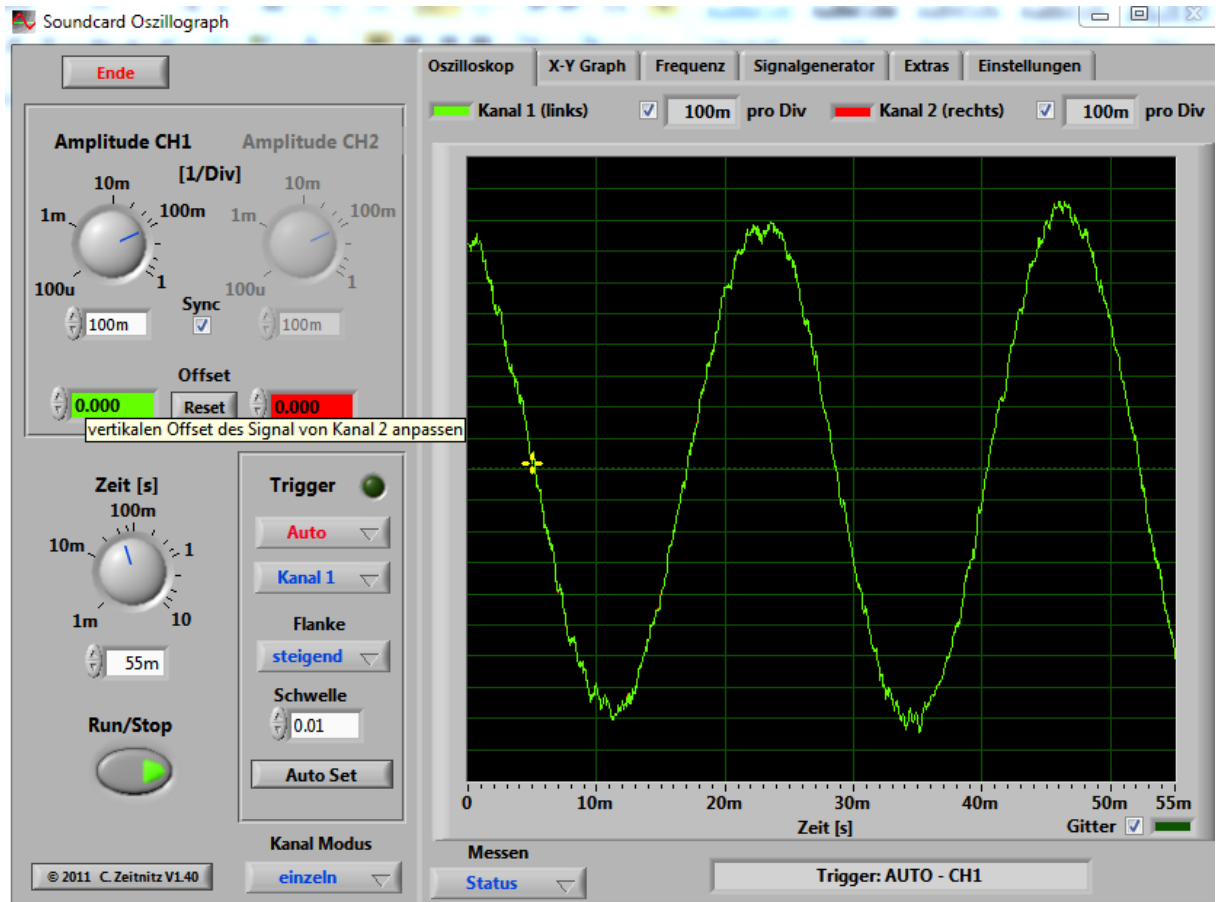 Soundcard Oszillograph
Ende
Oszilloskop X-Y Graph Frequenz Signalgenerator Extras Einstellungen
Kanal 1 (links) 100m pro Div Kanal 2 (rechts) 100m pro Div
Amplitude CH1 Amplitude CH2
[1/Div]
10m 10m
1m 100m 1m 100m
100u 1 100u 1
Sync
100m 100m
Offset
0.000 Reset 0.000
vertikalen Offset des Signal von Kanal 2 anpassen
Zeit [s]
100m
10m 1
1m 10
55m
Run/Stop
Trigger
Auto
Kanal 1
Flanke
steigend
Schwelle
0.01
Auto Set
Kanal Modus
einzeln
© 2011 C. Zeitnitz V1.40
0 10m 20m 30m 40m 50m 55m
Zeit [s]
Gitter
Messen
Status
Trigger: AUTO - CH1